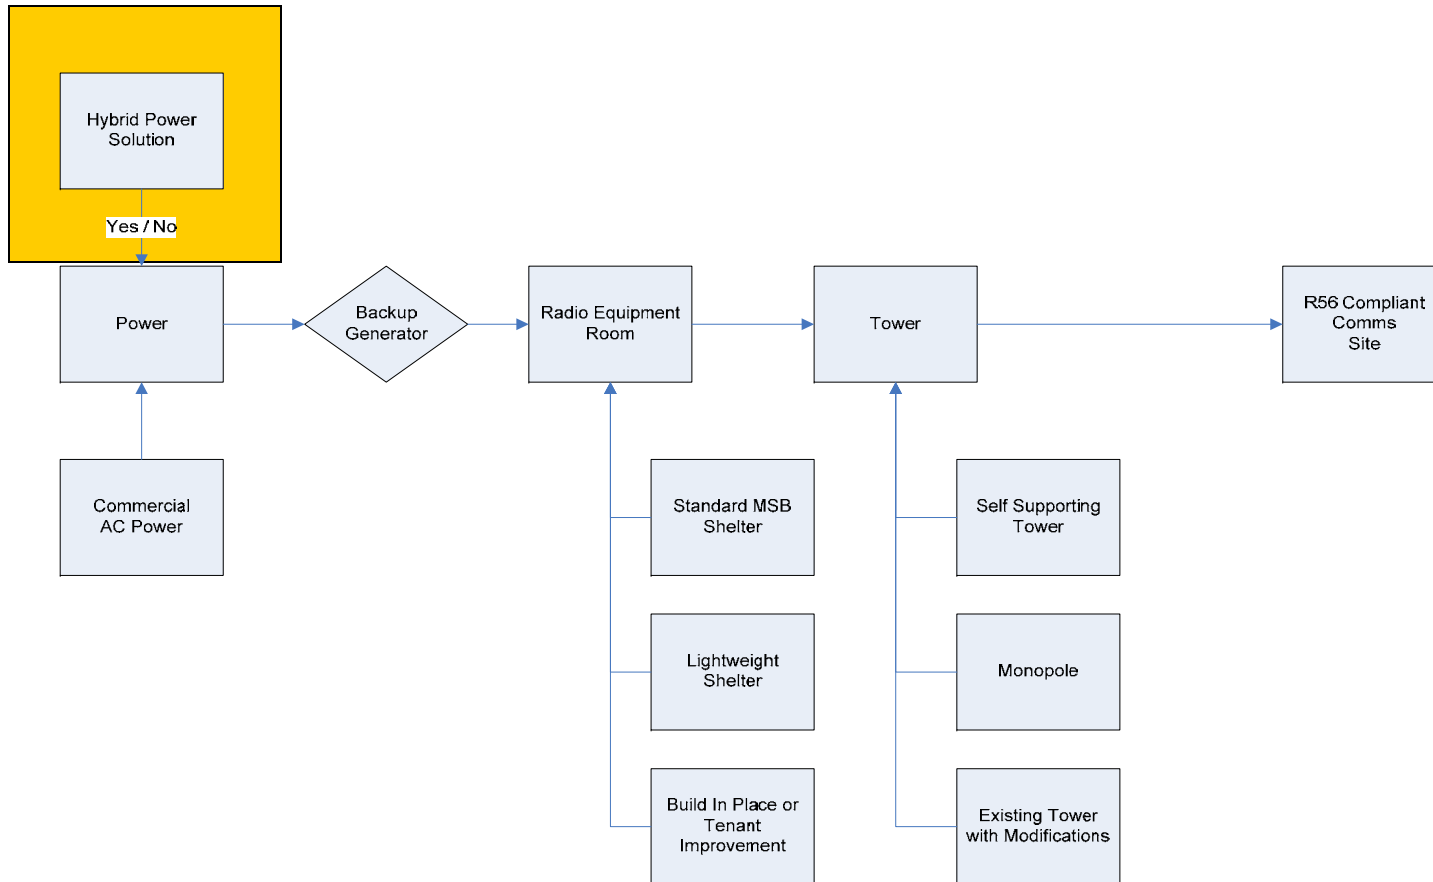 Hybrid Power
Solution
Yes / No
Power
Backup
Generator
Radio Equipment
Room
Tower
R56 Compliant
Comms
Site
Commercial
AC Power
Standard MSB
Shelter
Self Supporting
Tower
Lightweight
Shelter
Monopole
Build In Place or
Tenant
Improvement
Existing Tower
with Modifications